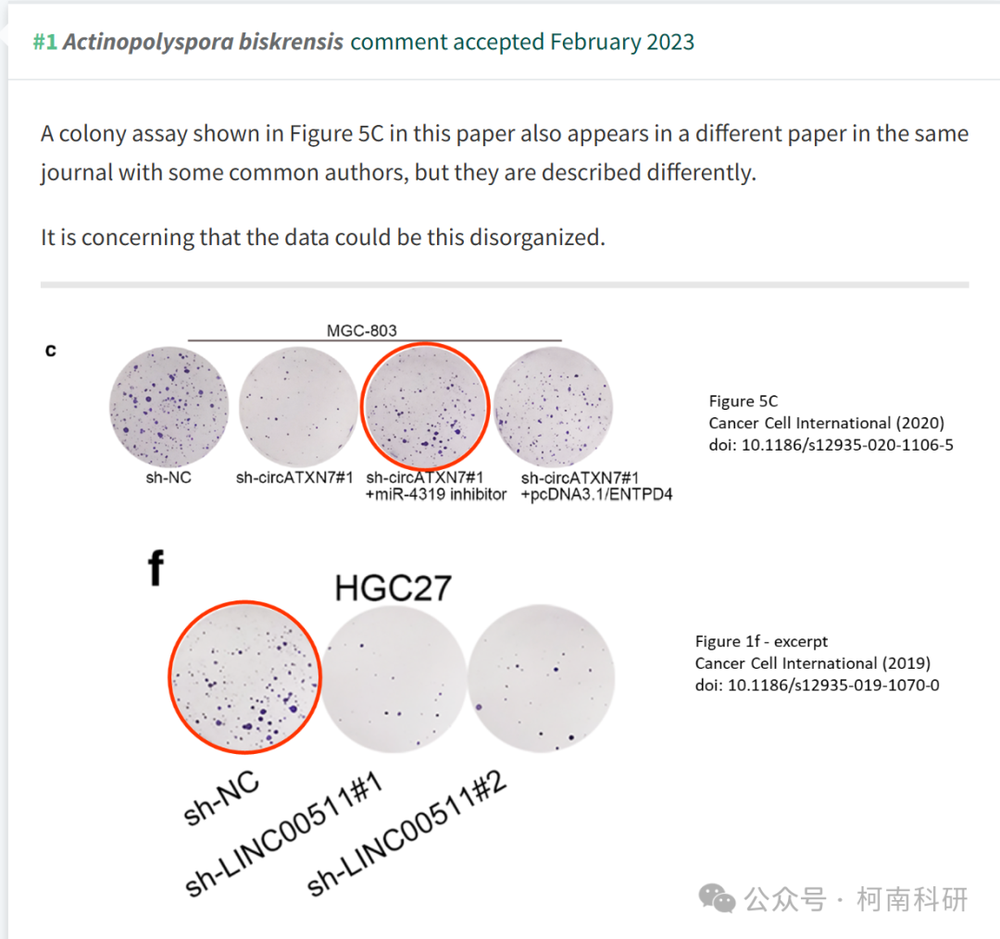 #1 Actinopolyspora biskrensis comment accepted February 2023
A colony assay shown in Figure 5C in this paper also appears in a different paper in the same
journal with some common authors, but they are described differently.
It is concerning that the data could be this disorganized.
c
MGC-803
sh-NC
sh-circATXN7#1
sh-circATXN7#1
+miR-4319 inhibitor
sh-circATXN7#1
+pcDNA3.1/ENTPD4
Figure 5C
Cancer Cell International (2020)
doi: 10.1186/s12935-020-1106-5
f
HGC27
sh-NC
sh-LINC00511#1
sh-LINC00511#2
Figure 1f - excerpt
Cancer Cell International (2019)
doi: 10.1186/s12935-019-1070-0
公众号 · 柯南科研